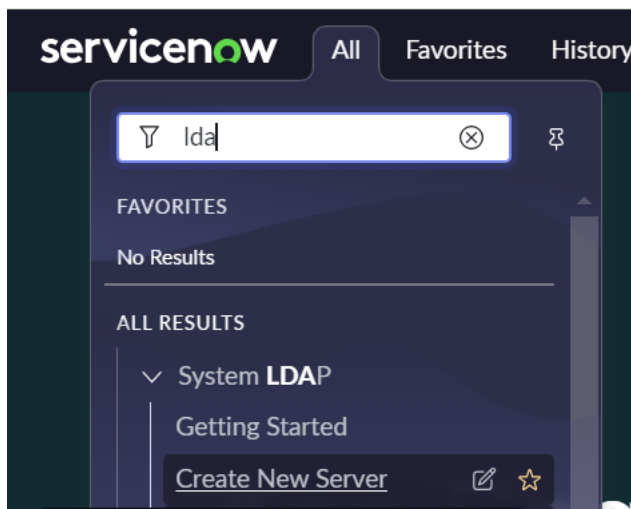 servicenow All Favorites History
lda
FAVORITES
No Results
ALL RESULTS
System LDAP
Getting Started
Create New Server